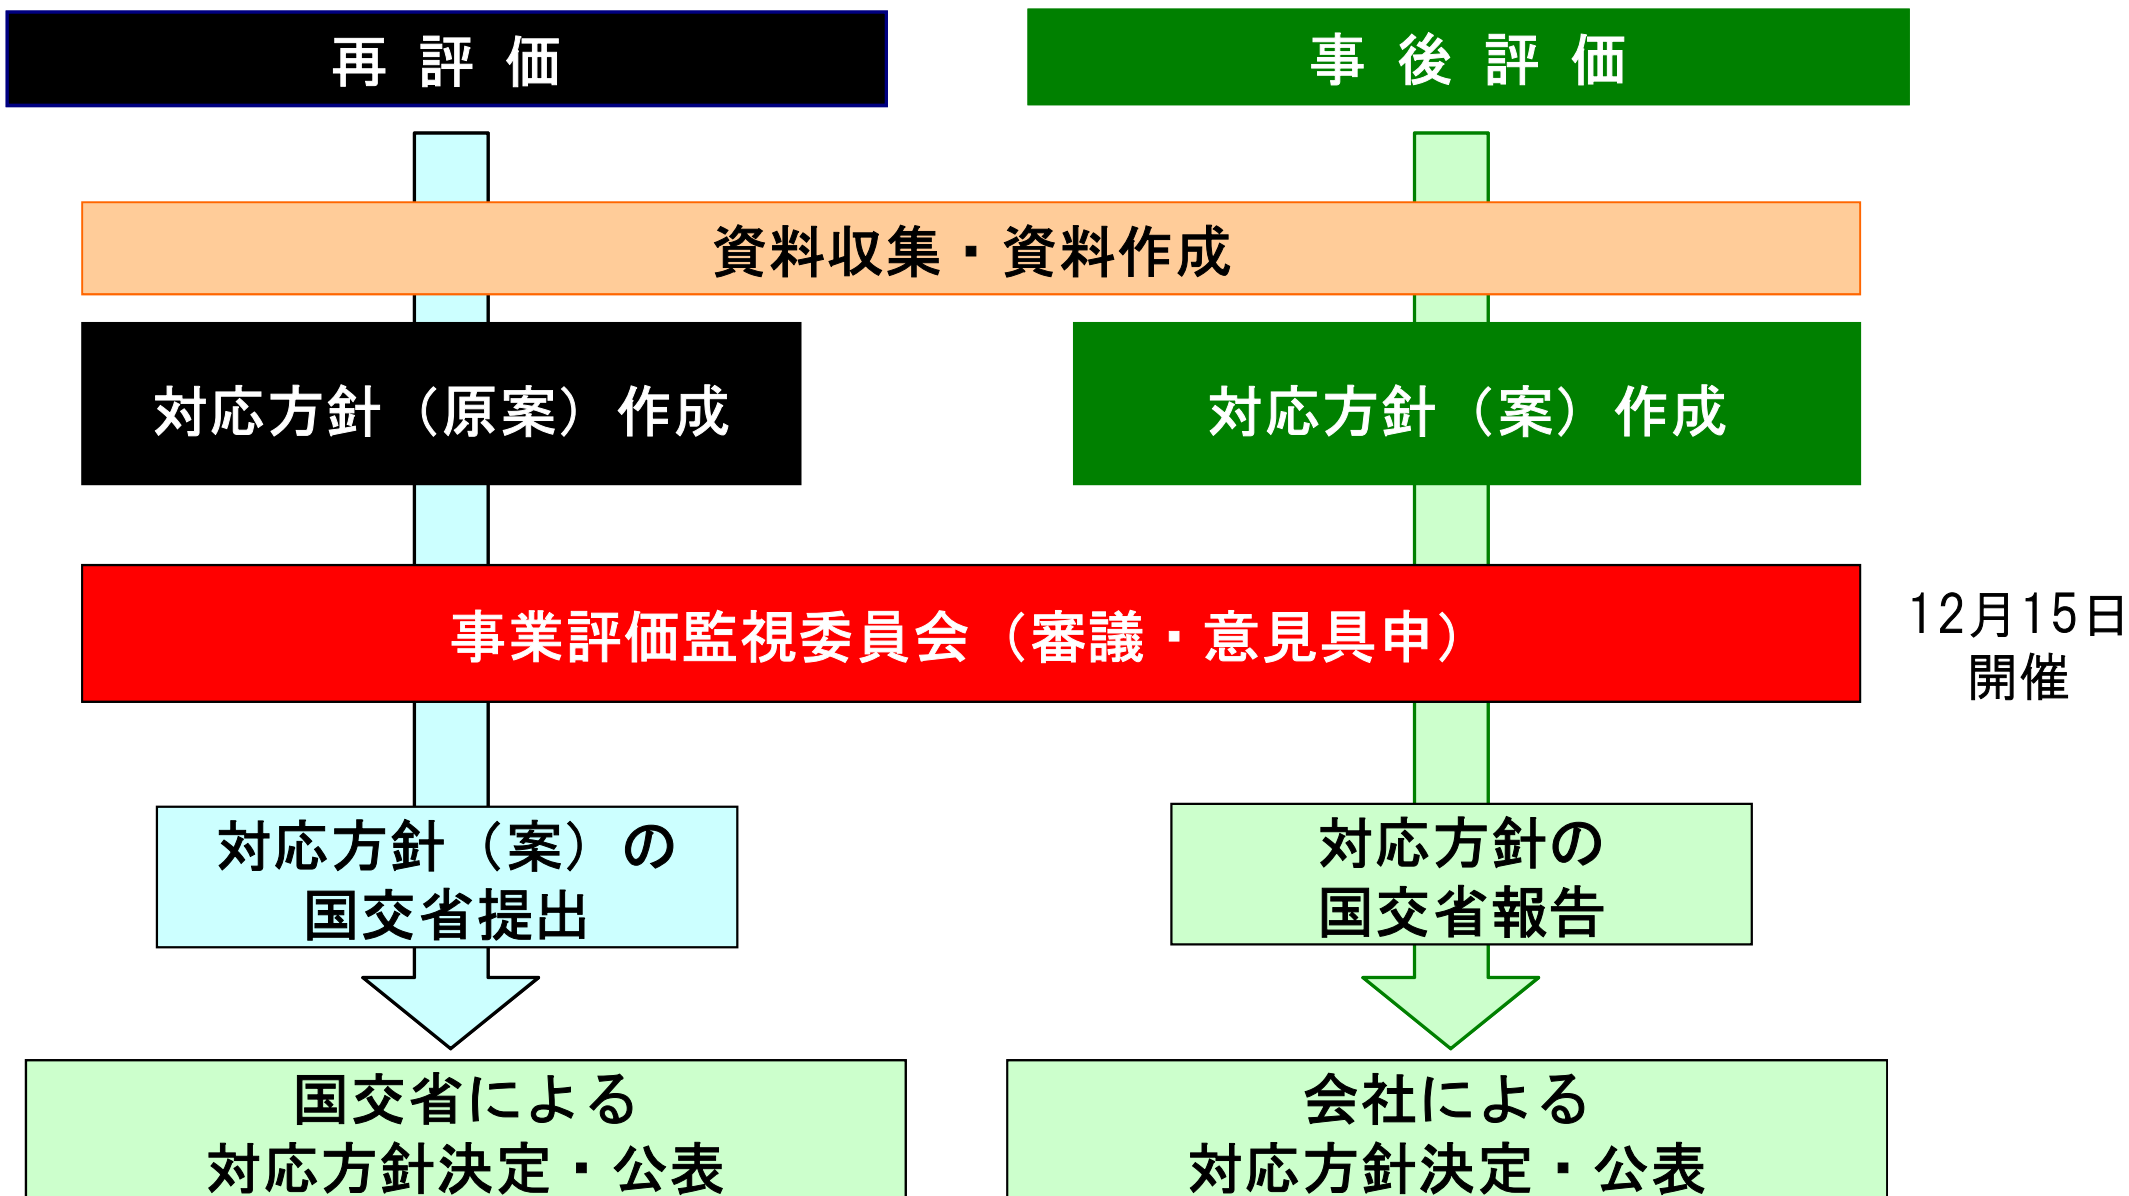 再評価
事後評価
資料収集・資料作成
対応方針（原案）作成
対応方針（案）作成
事業評価監視委員会（審議・意見具申）
12月15日
開催
対応方針（案）の
国交省提出
対応方針の
国交省報告
国交省による
対応方針決定・公表
会社による
対応方針決定・公表